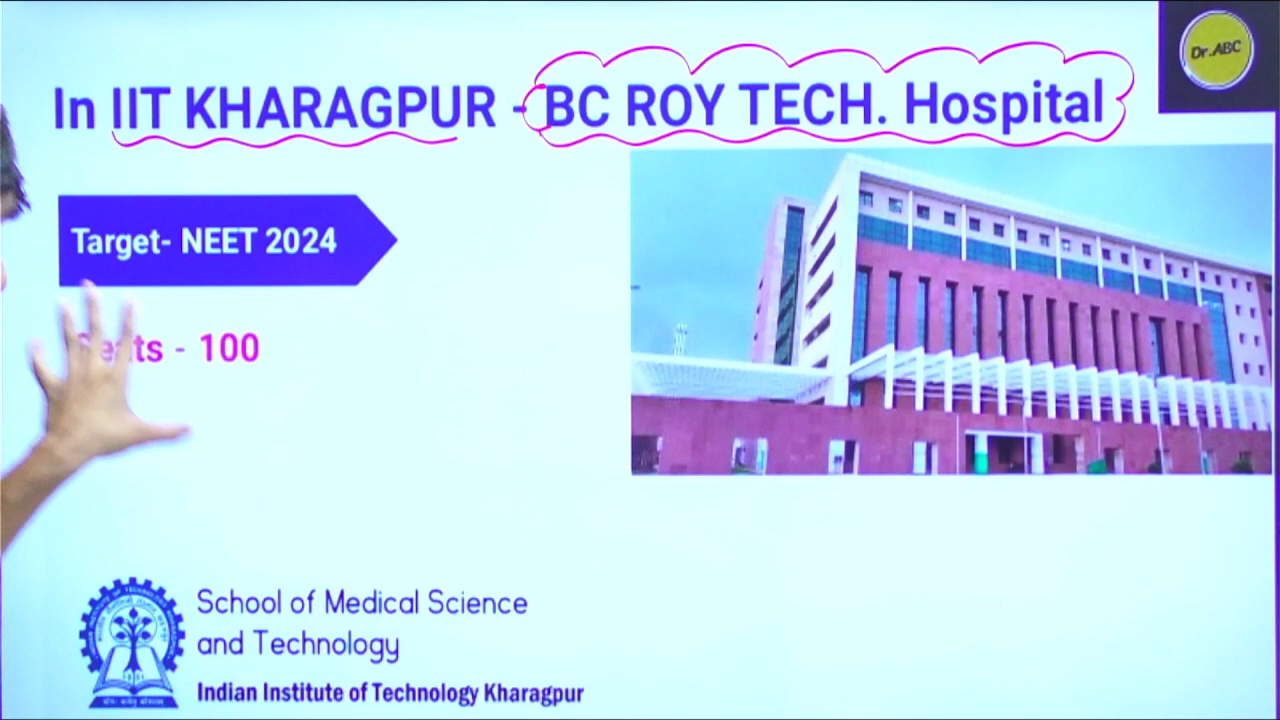 In IIT KHARAGPUR - BC ROY TECH. Hospital
Dr.ABC
Target- NEET 2024
- 100
School of Medical Science
and Technology
Indian Institute of Technology Kharagpur